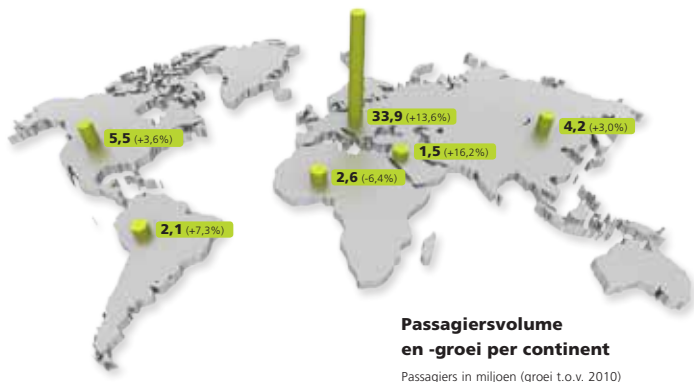 33,9 (+13,6%)
4,2 (+3,0%)
5,5 (+3,6%)
1,5 (+16,2%)
2,6 (-6,4%)
2,1 (+7,3%)
Passagiersvolume
en -groei per continent
Passagiers in miljoen (groei t.o.v. 2010)